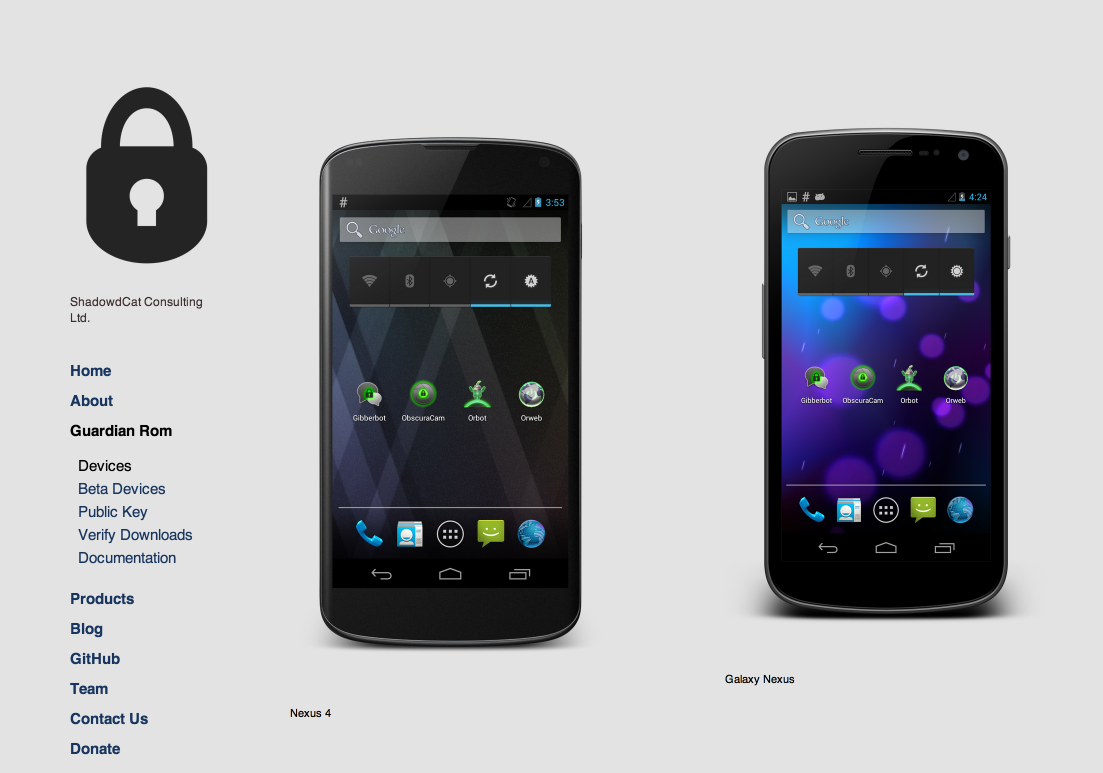 ShadowdCat Consulting
Ltd.
Home
About
Guardian Rom
Devices
Beta Devices
Public Key
Verify Downloads
Documentation
Products
Blog
GitHub
Team
Contact Us
Donate
# 3:53
Google
A
Gibberbot ObscuraCam Orbot Orweb
Nexus 4
# 4:24
Google
Gibberbot ObscuraCam Orbot Orweb
Galaxy Nexus